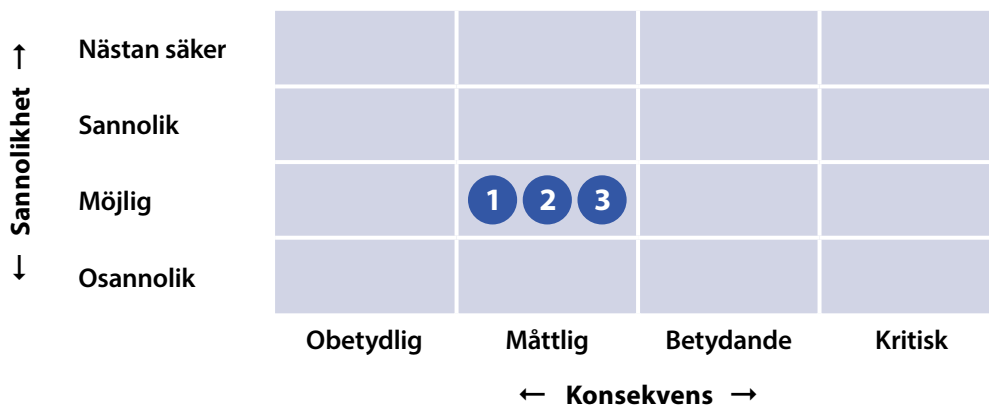 Nästan säker
Sannolik
Möjlig
1 2 3
Osannolik
← Sannolikhet →
Obetydlig Måttlig Betydande Kritisk
← Konsekvens →